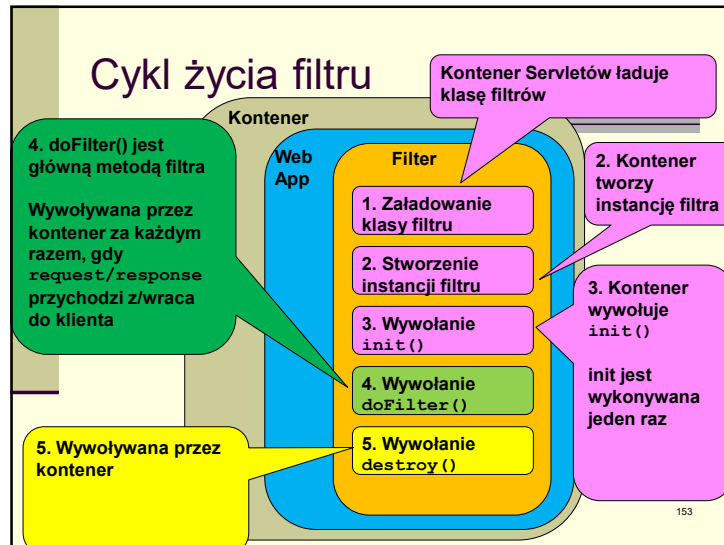 Cykl życia filtru
Kontener Servletów ładuje
klasę filtrów
Kontener
4. doFilter() jest
główną metodą filtra
Wywoływana przez
kontener za każdym
razem, gdy
request/response
przychodzi z/wraca
do klienta
Web
App
Filter
1. Załadowanie
klasy filtru
2. Stworzenie
instancji filtru
3. Wywołanie
init()
4. Wywołanie
doFilter()
5. Wywołanie
destroy()
2. Kontener
tworzy
instancję filtra
3. Kontener
wywołuje
init()
init jest
wykonywana
jeden raz
5. Wywoływana przez
kontener
153